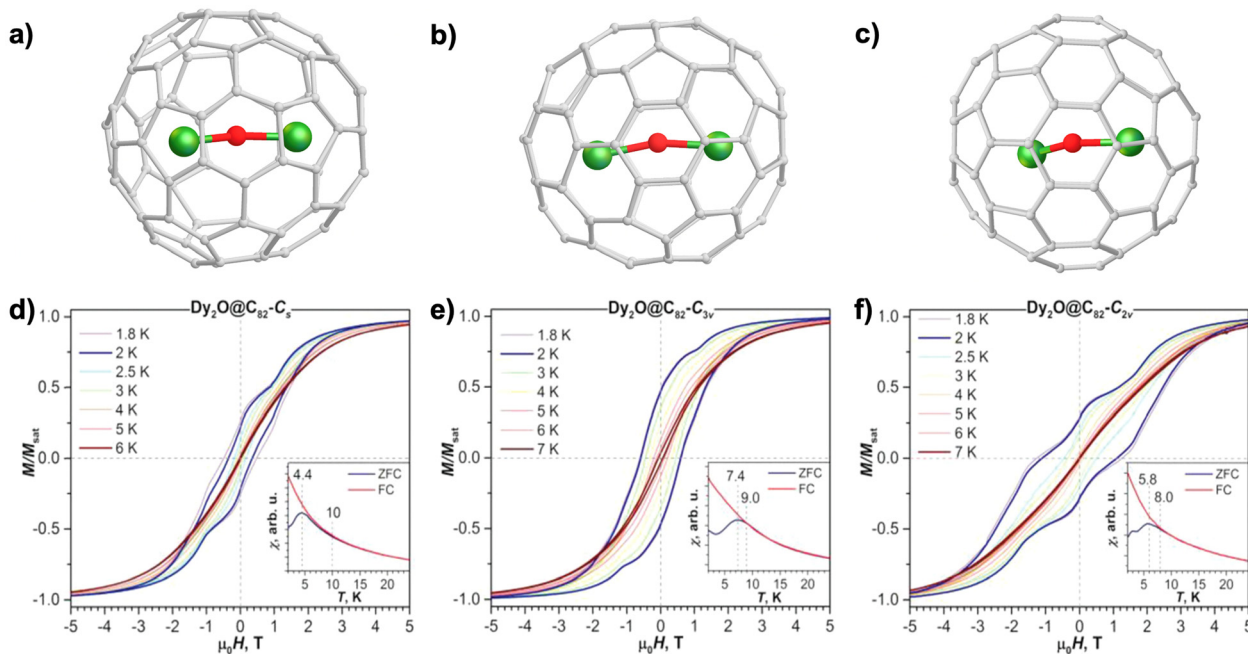 a)
b)
c)
d)
Dy₂O@C₈₂-Cₛ
1.0
0.5
0.0
-0.5
-1.0
M/Mₛₐₜ
1.8 K
2 K
2.5 K
3 K
4 K
5 K
6 K
4.4
10
ZFC
FC
χ, arb. u.
5 10 15 20
T, K
-5 -4 -3 -2 -1 0 1 2 3 4 5
μ₀H, T
e)
Dy₂O@C₈₂-C₃ᵥ
1.0
0.5
0.0
-0.5
-1.0
M/Mₛₐₜ
1.8 K
2 K
3 K
4 K
5 K
6 K
7 K
7.4
9.0
ZFC
FC
χ, arb. u.
5 10 15 20
T, K
-5 -4 -3 -2 -1 0 1 2 3 4 5
μ₀H, T
f)
Dy₂O@C₈₂-C₂ᵥ
1.0
0.5
0.0
-0.5
-1.0
M/Mₛₐₜ
1.8 K
2 K
2.5 K
3 K
4 K
5 K
6 K
7 K
5.8
8.0
ZFC
FC
χ, arb. u.
5 10 15 20
T, K
-5 -4 -3 -2 -1 0 1 2 3 4 5
μ₀H, T